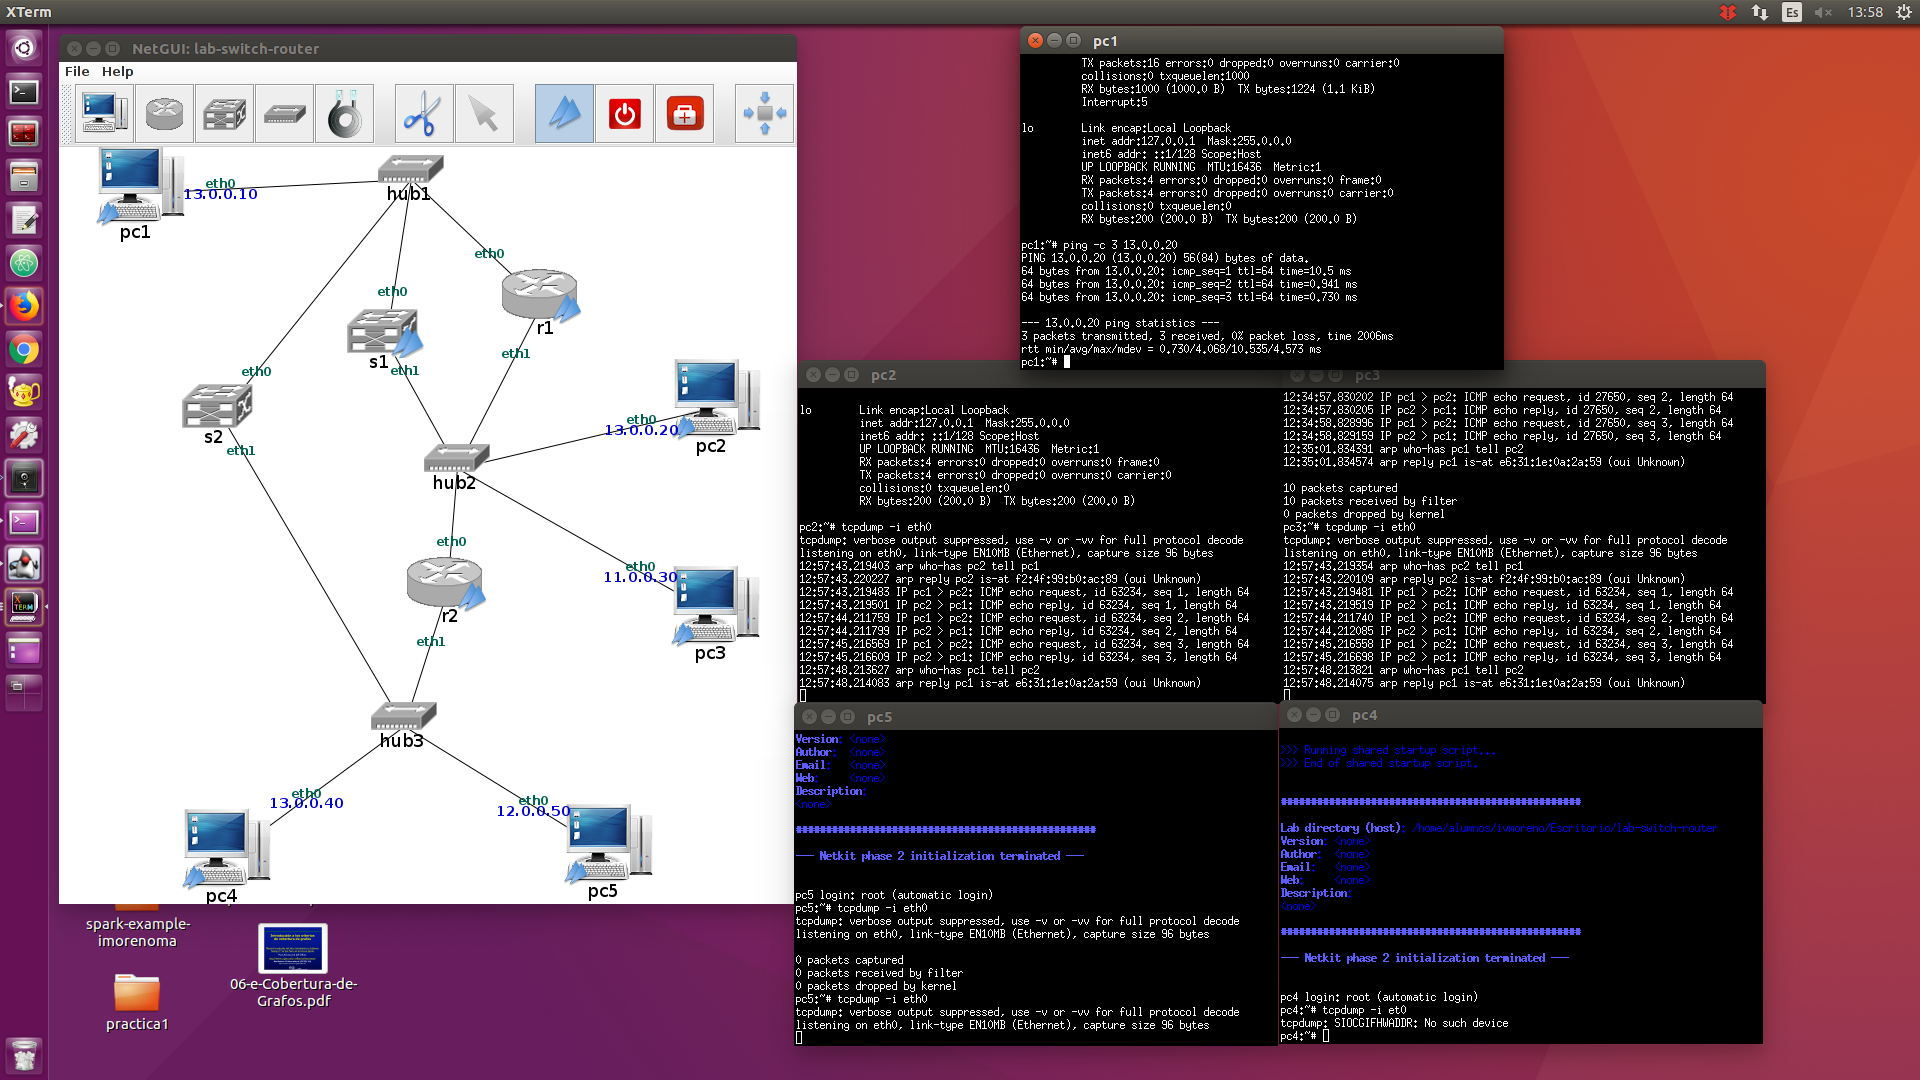 XTerm
Es
13:58
NetGUI: lab-switch-router
File Help
eth0
13.0.0.10
pc1
hub1
eth0
eth0
r1
s1
eth1
eth1
eth0
s2
eth1
eth0
13.0.0.20
pc2
hub2
eth0
eth0
11.0.0.30
pc3
r2
eth1
hub3
eth0
13.0.0.40
pc4
eth0
12.0.0.50
pc5
spark-example-
imorenoma
06-e-Cobertura-de-
Grafos.pdf
practica1
pc1
TX packets:16 errors:0 dropped:0 overruns:0 carrier:0
collisions:0 txqueuelen:1000
RX bytes:1000 (1000.0 B)  TX bytes:1224 (1.1 KiB)
Interrupt:5
lo Link encap:Local Loopback
inet addr:127.0.0.1  Mask:255.0.0.0
inet6 addr: ::1/128 Scope:Host
UP LOOPBACK RUNNING  MTU:16436  Metric:1
RX packets:4 errors:0 dropped:0 overruns:0 frame:0
TX packets:4 errors:0 dropped:0 overruns:0 carrier:0
collisions:0 txqueuelen:0
RX bytes:200 (200.0 B)  TX bytes:200 (200.0 B)
pc1:~# ping -c 3 13.0.0.20
PING 13.0.0.20 (13.0.0.20) 56(84) bytes of data.
64 bytes from 13.0.0.20: icmp_seq=1 ttl=64 time=10.5 ms
64 bytes from 13.0.0.20: icmp_seq=2 ttl=64 time=0.941 ms
64 bytes from 13.0.0.20: icmp_seq=3 ttl=64 time=0.730 ms
--- 13.0.0.20 ping statistics ---
3 packets transmitted, 3 received, 0% packet loss, time 2006ms
rtt min/avg/max/mdev = 0.730/4.068/10.535/4.573 ms
pc1:~#
pc2
lo Link encap:Local Loopback
inet addr:127.0.0.1  Mask:255.0.0.0
inet6 addr: ::1/128 Scope:Host
UP LOOPBACK RUNNING  MTU:16436  Metric:1
RX packets:4 errors:0 dropped:0 overruns:0 frame:0
TX packets:4 errors:0 dropped:0 overruns:0 carrier:0
collisions:0 txqueuelen:0
RX bytes:200 (200.0 B)  TX bytes:200 (200.0 B)
pc2:~# tcpdump -i eth0
tcpdump: verbose output suppressed, use -v or -vv for full protocol decode
listening on eth0, link-type EN10MB (Ethernet), capture size 96 bytes
12:57:43.219403 arp who-has pc2 tell pc1
12:57:43.220227 arp reply pc2 is-at f2:4f:99:b0:ac:89 (oui Unknown)
12:57:43.219483 IP pc1 > pc2: ICMP echo request, id 63234, seq 1, length 64
12:57:43.219501 IP pc2 > pc1: ICMP echo reply, id 63234, seq 1, length 64
12:57:44.211759 IP pc1 > pc2: ICMP echo request, id 63234, seq 2, length 64
12:57:44.211799 IP pc2 > pc1: ICMP echo reply, id 63234, seq 2, length 64
12:57:45.216569 IP pc1 > pc2: ICMP echo request, id 63234, seq 3, length 64
12:57:45.216609 IP pc2 > pc1: ICMP echo reply, id 63234, seq 3, length 64
12:57:48.213627 arp who-has pc1 tell pc2
12:57:48.214083 arp reply pc1 is-at e6:31:1e:0a:2a:59 (oui Unknown)
pc3
12:34:57.830202 IP pc1 > pc2: ICMP echo request, id 27650, seq 2, length 64
12:34:57.830205 IP pc2 > pc1: ICMP echo reply, id 27650, seq 2, length 64
12:34:58.828996 IP pc1 > pc2: ICMP echo request, id 27650, seq 3, length 64
12:34:58.829159 IP pc2 > pc1: ICMP echo reply, id 27650, seq 3, length 64
12:35:01.834391 arp who-has pc1 tell pc2
12:35:01.834574 arp reply pc1 is-at e6:31:1e:0a:2a:59 (oui Unknown)
10 packets captured
10 packets received by filter
0 packets dropped by kernel
pc3:~# tcpdump -i eth0
tcpdump: verbose output suppressed, use -v or -vv for full protocol decode
listening on eth0, link-type EN10MB (Ethernet), capture size 96 bytes
12:57:43.219354 arp who-has pc2 tell pc1
12:57:43.220109 arp reply pc2 is-at f2:4f:99:b0:ac:89 (oui Unknown)
12:57:43.219481 IP pc1 > pc2: ICMP echo request, id 63234, seq 1, length 64
12:57:43.219519 IP pc2 > pc1: ICMP echo reply, id 63234, seq 1, length 64
12:57:44.211740 IP pc1 > pc2: ICMP echo request, id 63234, seq 2, length 64
12:57:44.212085 IP pc2 > pc1: ICMP echo reply, id 63234, seq 2, length 64
12:57:45.216558 IP pc1 > pc2: ICMP echo request, id 63234, seq 3, length 64
12:57:45.216698 IP pc2 > pc1: ICMP echo reply, id 63234, seq 3, length 64
12:57:48.213821 arp who-has pc1 tell pc2
12:57:48.214075 arp reply pc1 is-at e6:31:1e:0a:2a:59 (oui Unknown)
pc5
Version: <none>
Author: <none>
Email: <none>
Web: <none>
Description:
<none>
##################################################
--- Netkit phase 2 initialization terminated ---
pc5 login: root (automatic login)
pc5:~# tcpdump -i eth0
tcpdump: verbose output suppressed, use -v or -vv for full protocol decode
listening on eth0, link-type EN10MB (Ethernet), capture size 96 bytes
0 packets captured
0 packets received by filter
0 packets dropped by kernel
pc5:~# tcpdump -i eth0
tcpdump: verbose output suppressed, use -v or -vv for full protocol decode
listening on eth0, link-type EN10MB (Ethernet), capture size 96 bytes
pc4
>>> Running shared startup script...
>>> End of shared startup script.
##################################################
Lab directory (host): /home/alumnos/ivmoreno/Escritorio/lab-switch-router
Version: <none>
Author: <none>
Email: <none>
Web: <none>
Description:
<none>
##################################################
--- Netkit phase 2 initialization terminated ---
pc4 login: root (automatic login)
pc4:~# tcpdump -i et0
tcpdump: SIOCGIFHWADDR: No such device
pc4:~#